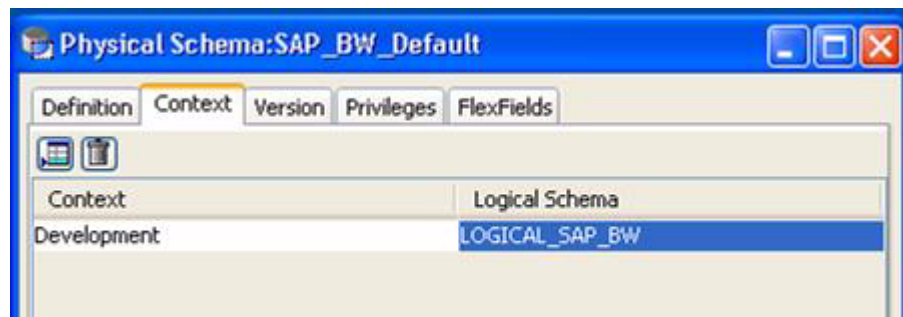 Physical Schema:SAP_BW_Default
Definition Context Version Privileges FlexFields
Context Logical Schema
Development LOGICAL_SAP_BW